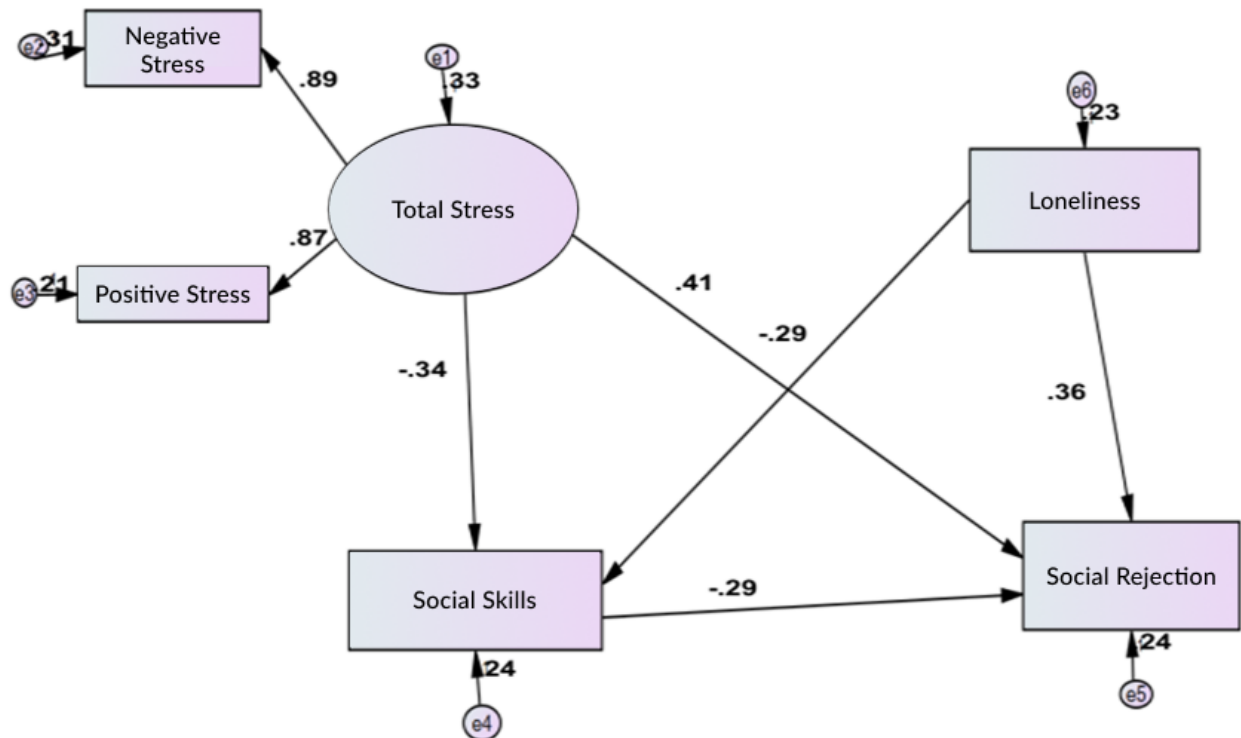 Negative
Stress
e2
.31
.89
e1
.33
e6
.23
Total Stress
Loneliness
.87
e3
.21
Positive Stress
.41
-.29
-.34
.36
Social Skills
-.29
Social Rejection
.24
.24
e4
e5